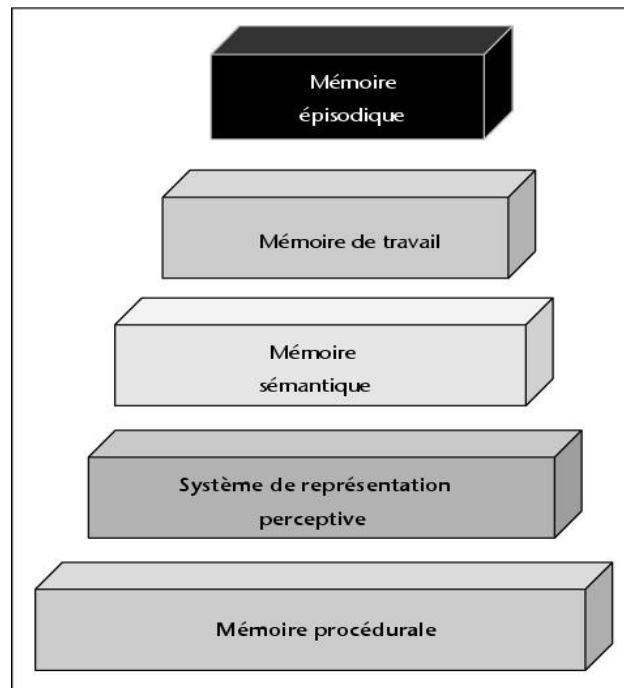 Mémoire
épisodique
Mémoire de travail
Mémoire
sémantique
Système de représentation
perceptive
Mémoire procédurale